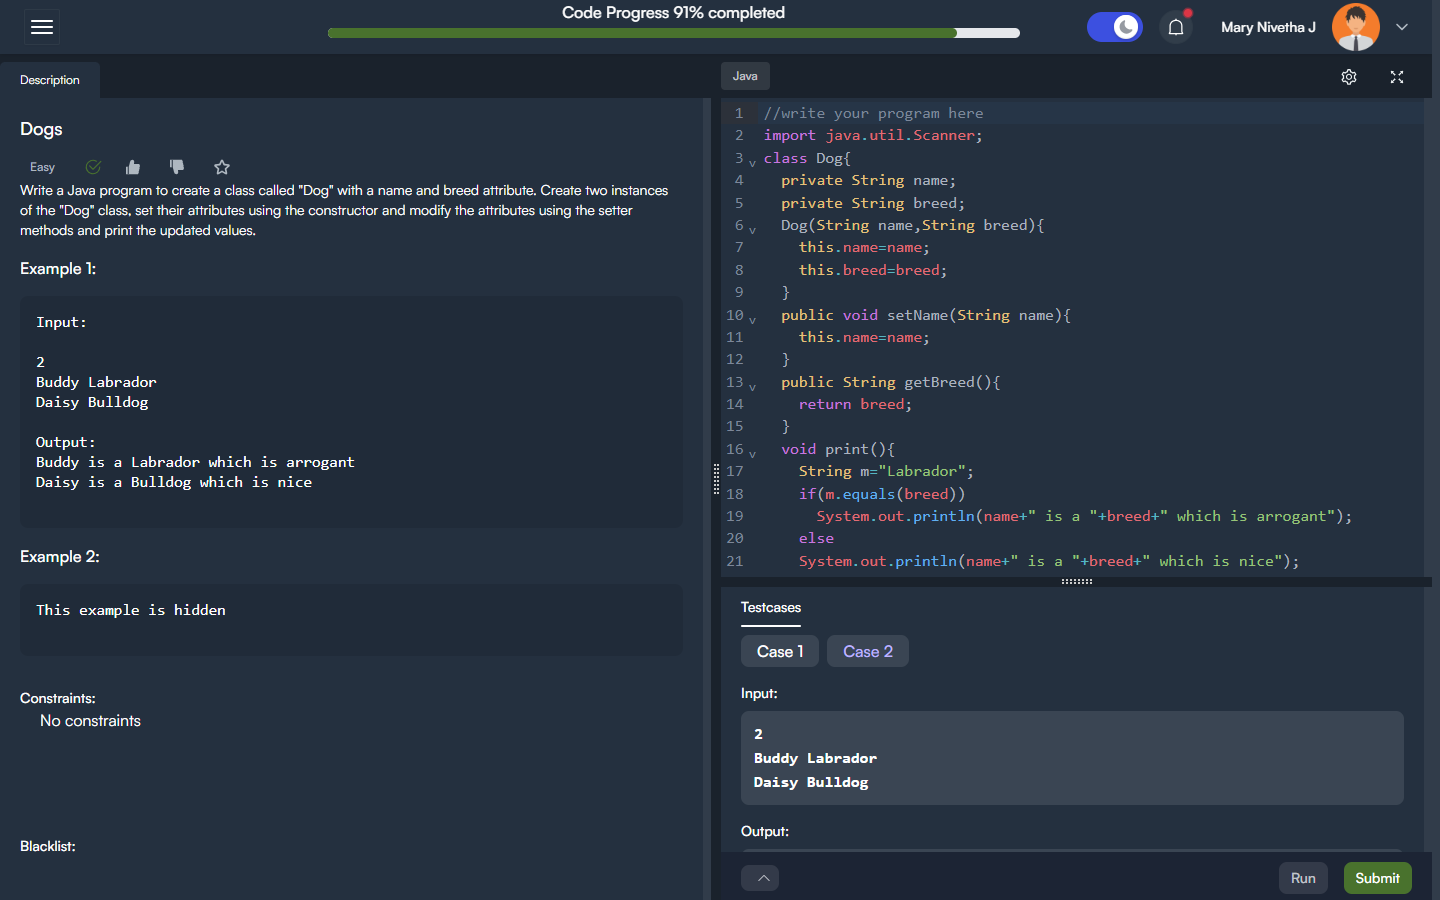 Code Progress 91% completed
Mary Nivetha J
Description
Dogs
Easy
Write a Java program to create a class called "Dog" with a name and breed attribute. Create two instances
of the "Dog" class, set their attributes using the constructor and modify the attributes using the setter
methods and print the updated values.
Example 1:
Input:
2
Buddy Labrador
Daisy Bulldog
Output:
Buddy is a Labrador which is arrogant
Daisy is a Bulldog which is nice
Example 2:
This example is hidden
Constraints:
No constraints
Blacklist:
Java
1 //write your program here
2 import java.util.Scanner;
3 class Dog{
4 private String name;
5 private String breed;
6 Dog(String name,String breed){
7 this.name=name;
8 this.breed=breed;
9 }
10 public void setName(String name){
11 this.name=name;
12 }
13 public String getBreed(){
14 return breed;
15 }
16 void print(){
17 String m="Labrador";
18 if(m.equals(breed))
19 System.out.println(name+" is a "+breed+" which is arrogant");
20 else
21 System.out.println(name+" is a "+breed+" which is nice");
Testcases
Case 1 Case 2
Input:
2
Buddy Labrador
Daisy Bulldog
Output:
Run Submit